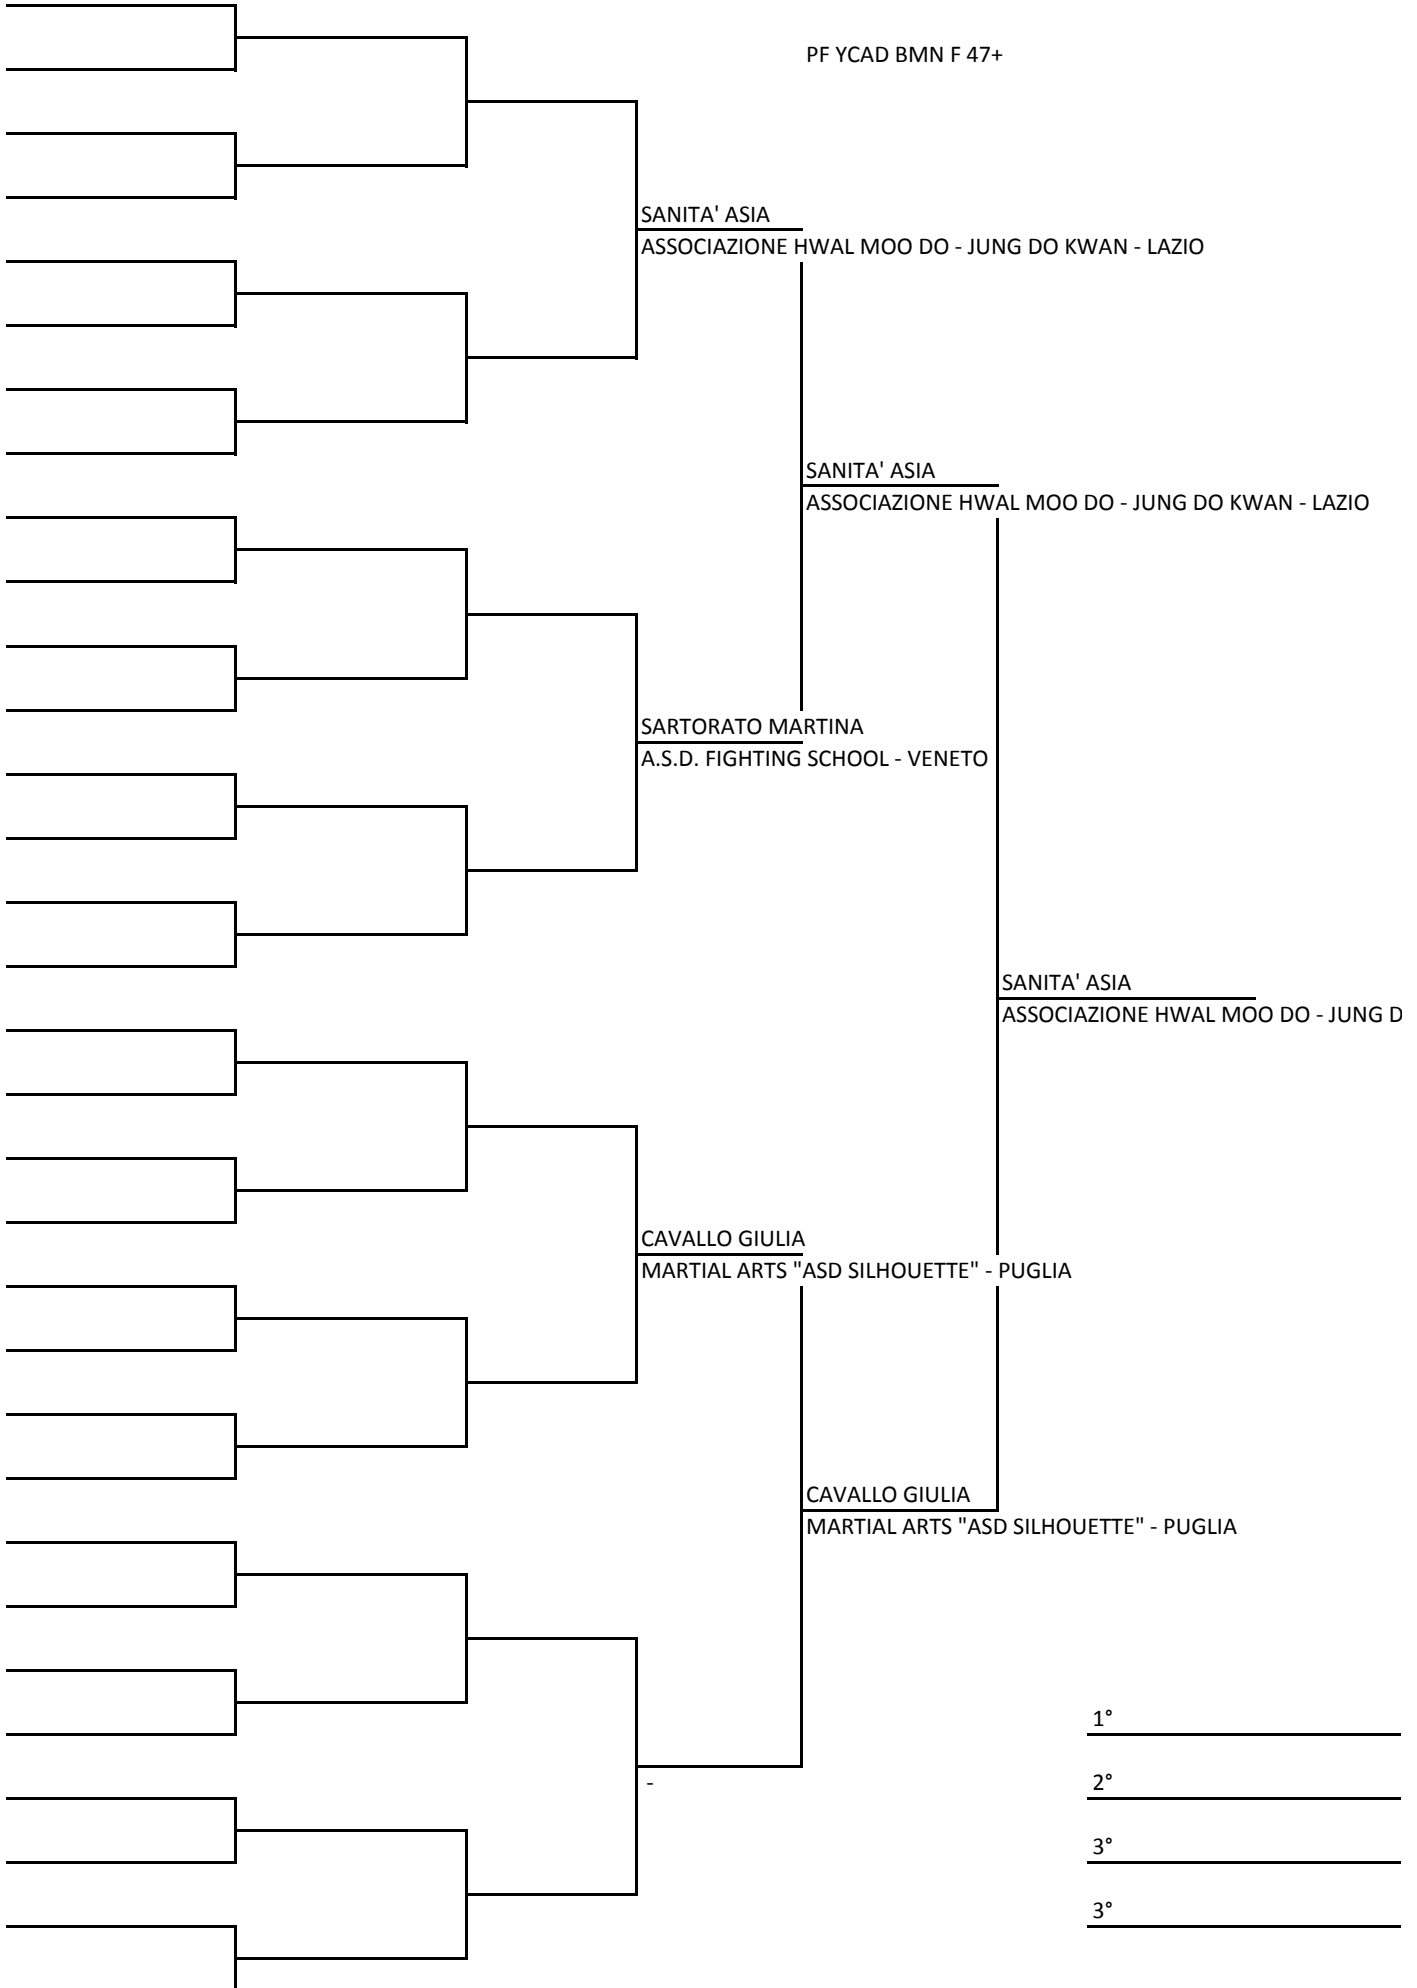 PF YCAD BMN F 47+
SANITA' ASIA
ASSOCIAZIONE HWAL MOO DO - JUNG DO KWAN - LAZIO
SANITA' ASIA
ASSOCIAZIONE HWAL MOO DO - JUNG DO KWAN - LAZIO
SARTORATO MARTINA
A.S.D. FIGHTING SCHOOL - VENETO
SANITA' ASIA
ASSOCIAZIONE HWAL MOO DO - JUNG D
CAVALLO GIULIA
MARTIAL ARTS "ASD SILHOUETTE" - PUGLIA
CAVALLO GIULIA
MARTIAL ARTS "ASD SILHOUETTE" - PUGLIA
1°
-
2°
3°
3°